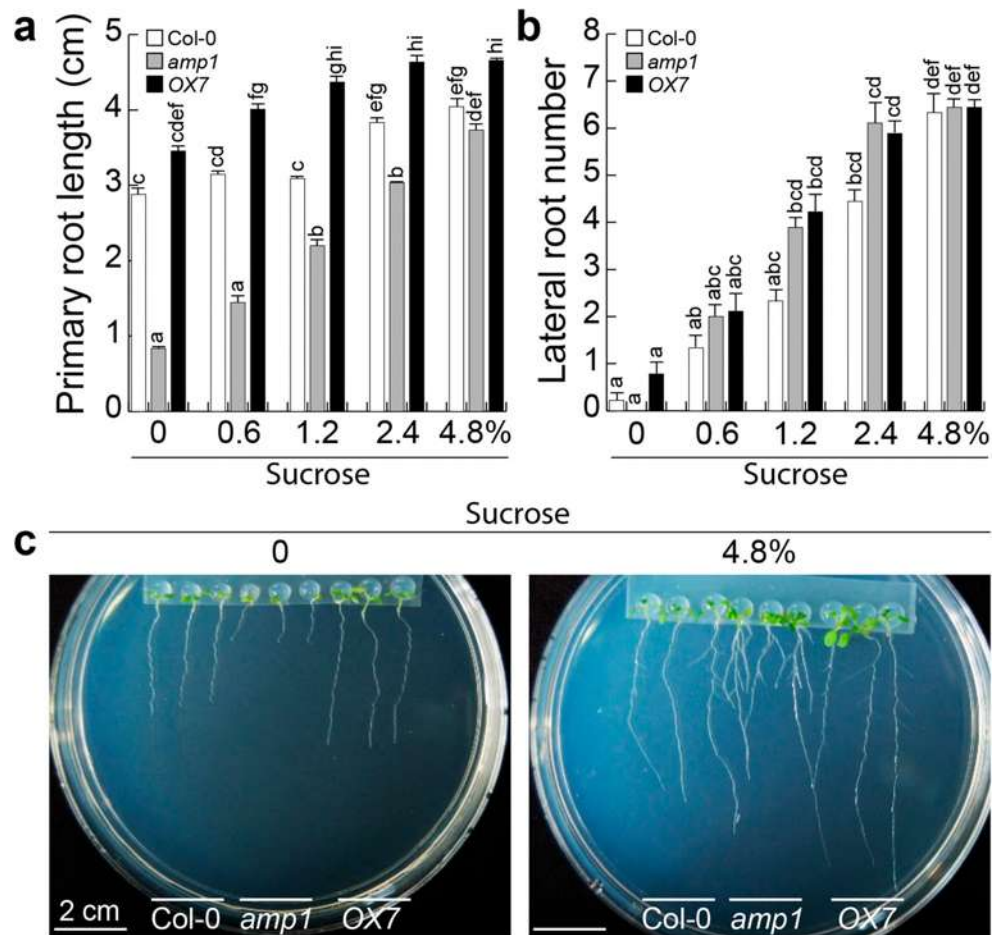 a
Primary root length (cm)
5
4
3
2
1
0
Col-0
amp1
OX7
c
a
cdef
cd
a
fg
c
b
ghi
efg
b
hi
efg
def
hi
0 0.6 1.2 2.4 4.8%
Sucrose
b
Lateral root number
8
7
6
5
4
3
2
1
0
Col-0
amp1
OX7
a
a
a
ab
abc
abc
bcd
bcd
bcd
cd
cd
def
def
def
0 0.6 1.2 2.4 4.8%
Sucrose
c
Sucrose
0 4.8%
2 cm
Col-0 amp1 OX7
Col-0 amp1 OX7